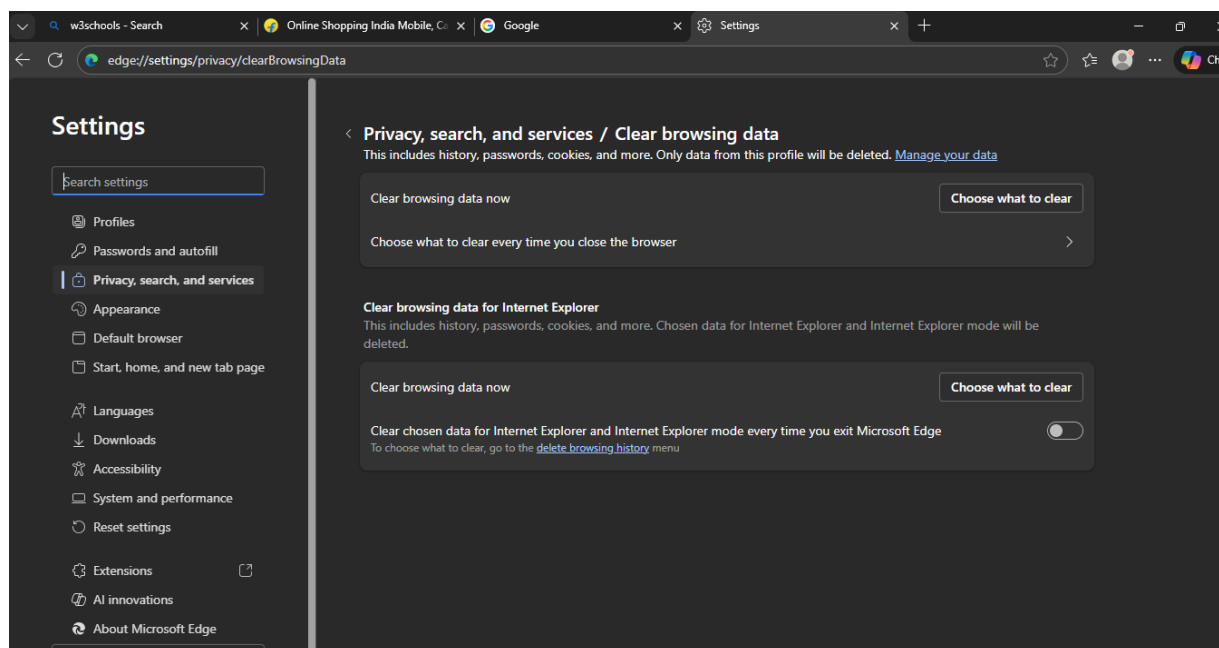 w3schools - Search
Online Shopping India Mobile, Ca
Google
Settings
edge://settings/privacy/clearBrowsingData
Settings
Search settings
Profiles
Passwords and autofill
Privacy, search, and services
Appearance
Default browser
Start, home, and new tab page
Languages
Downloads
Accessibility
System and performance
Reset settings
Extensions
AI innovations
About Microsoft Edge
Privacy, search, and services / Clear browsing data
This includes history, passwords, cookies, and more. Only data from this profile will be deleted. Manage your data
Clear browsing data now
Choose what to clear
Choose what to clear every time you close the browser
Clear browsing data for Internet Explorer
This includes history, passwords, cookies, and more. Chosen data for Internet Explorer and Internet Explorer mode will be
deleted.
Clear browsing data now
Choose what to clear
Clear chosen data for Internet Explorer and Internet Explorer mode every time you exit Microsoft Edge
To choose what to clear, go to the delete browsing history menu